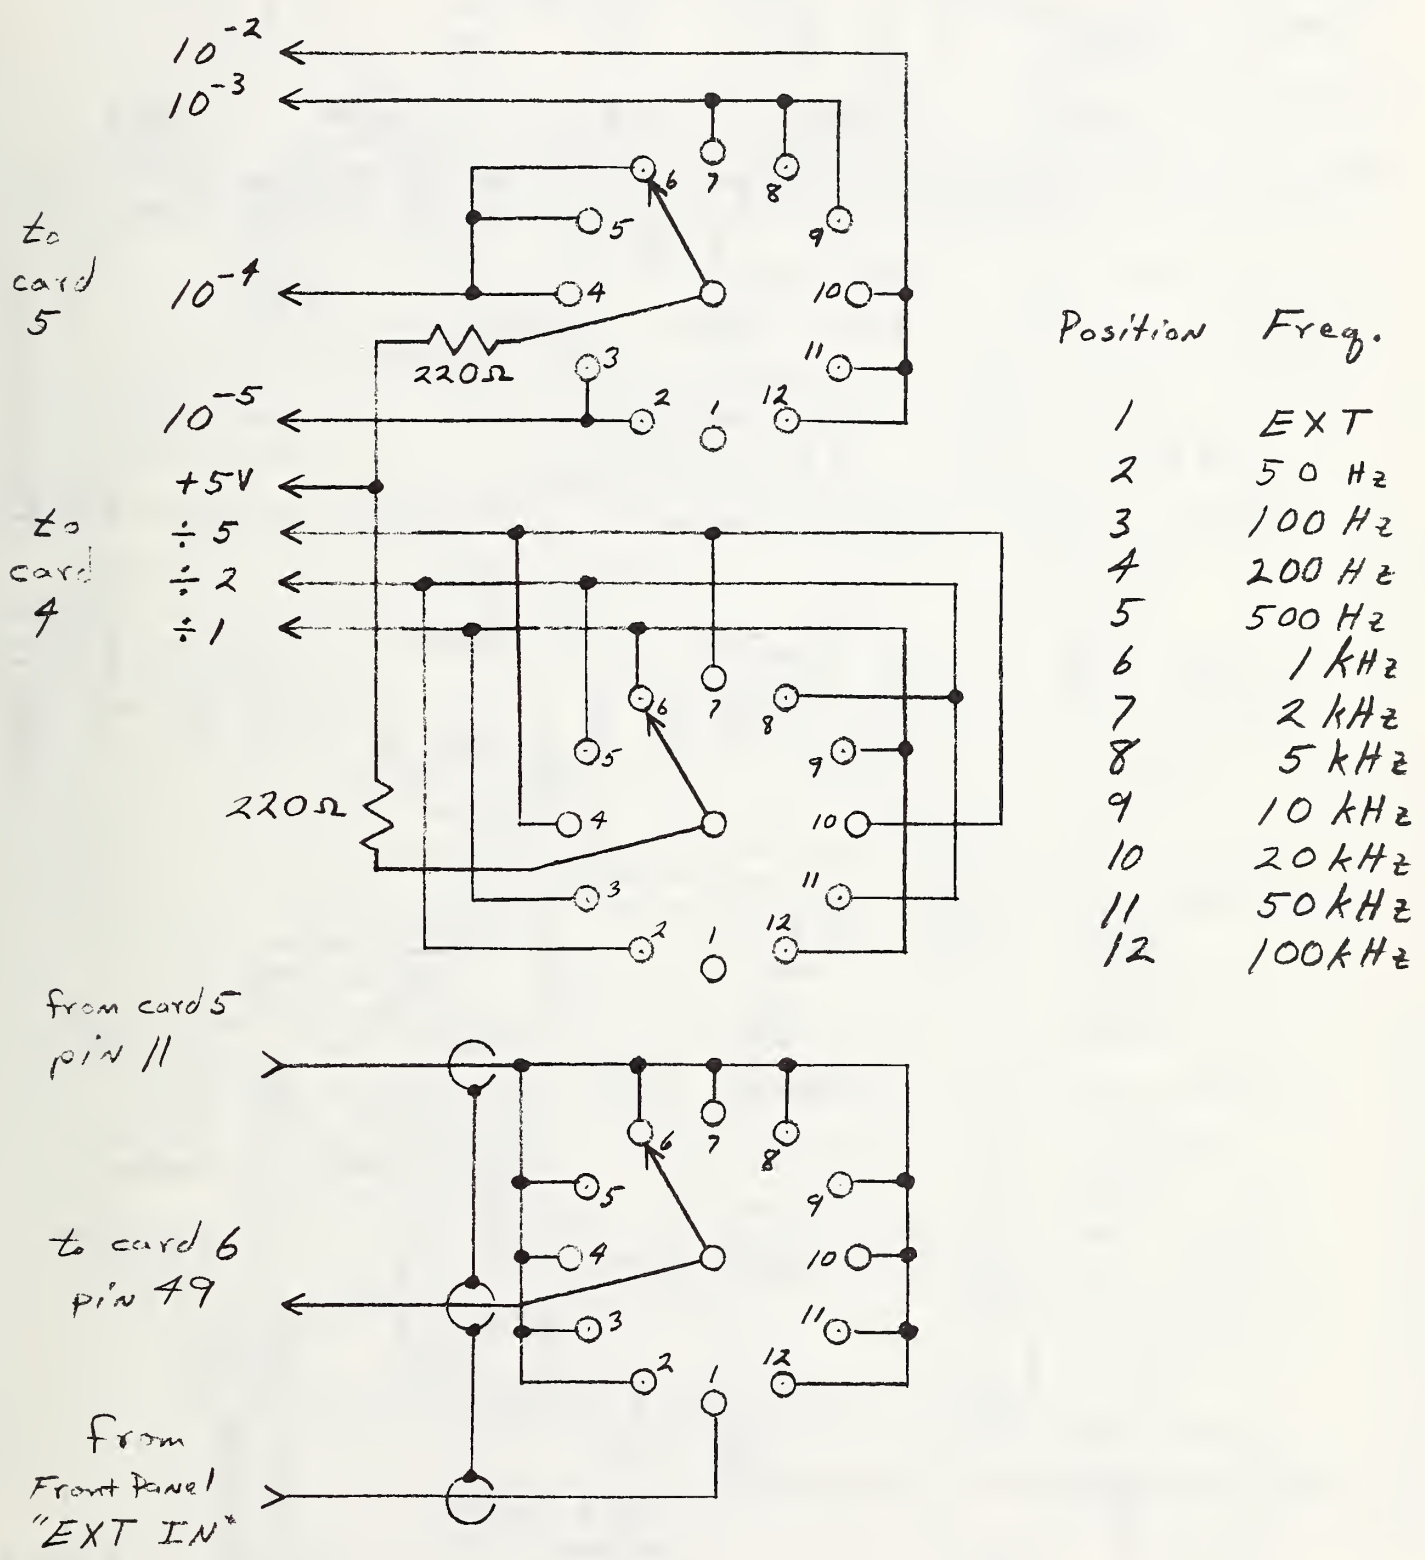 10⁻²
10⁻³
6
7
8
5
9
to
card
5
10⁻⁴
4
10
220Ω
3
11
10⁻⁵
2
1
12
+5V
to
card
4
÷5
÷2
÷1
6
7
8
5
9
220Ω
4
10
3
11
2
1
12
from card 5
pin 11
6
7
8
5
9
to card 6
pin 49
4
10
3
11
2
1
12
from
Front Panel
"EXT IN"
Position Freq.
1 EXT
2 50 Hz
3 100 Hz
4 200 Hz
5 500 Hz
6 1 kHz
7 2 kHz
8 5 kHz
9 10 kHz
10 20 kHz
11 50 kHz
12 100 kHz